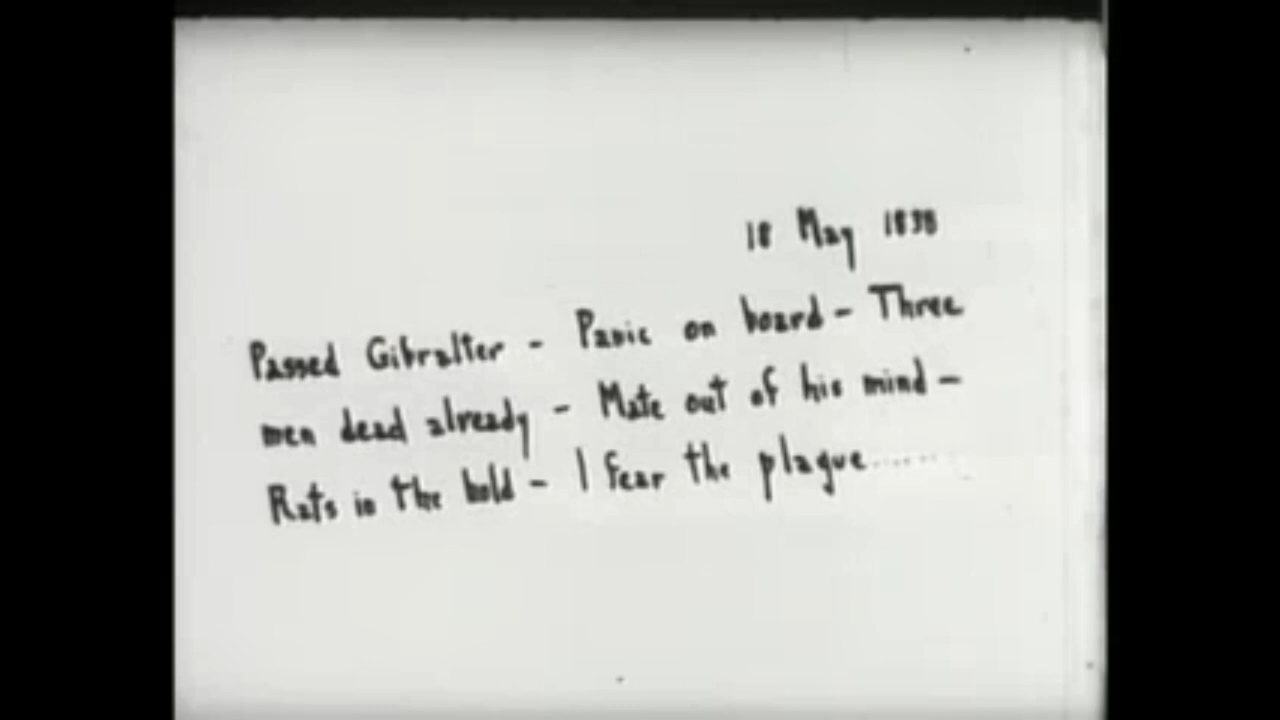 18 May 1838
Passed Gibralter - Panic on board - Three
men dead already - Mate out of his mind -
Rats in the hold - I fear the plague.......